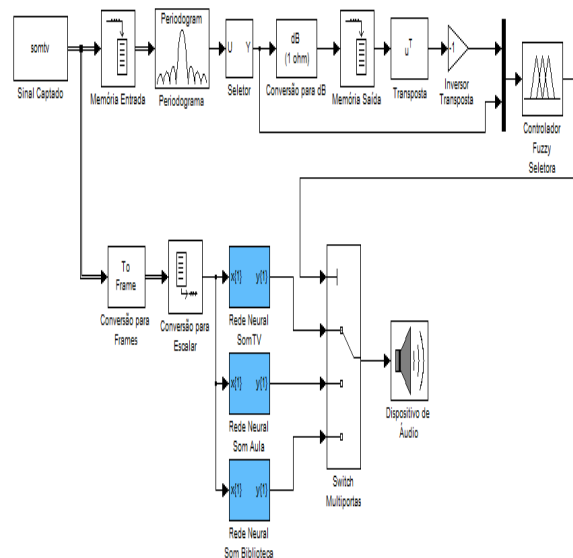 somtv
Sinal Captado
Memória Entrada
Periodogram
Periodograma
U Y
Seletor
dB
(1 ohm)
Conversão para dB
Memória Saída
uT
Transposta
-1
Inversor
Transposta
Controlador
Fuzzy
Seletora
To
Frame
Conversão para
Frames
Conversão para
Escalar
x{1} y{1}
Rede Neural
SomTV
x{1} y{1}
Rede Neural
Som Aula
x{1} y{1}
Rede Neural
Som Biblioteca
Switch
Multiportas
Dispositivo de
Áudio